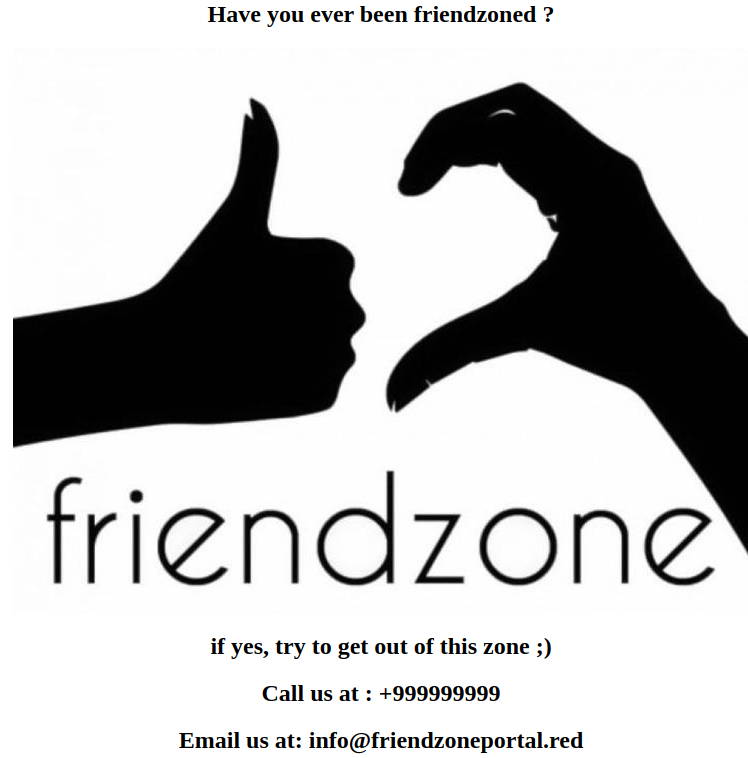 Have you ever been friendzoned ?
friendzone
if yes, try to get out of this zone ;)
Call us at : +999999999
Email us at: info@friendzoneportal.red